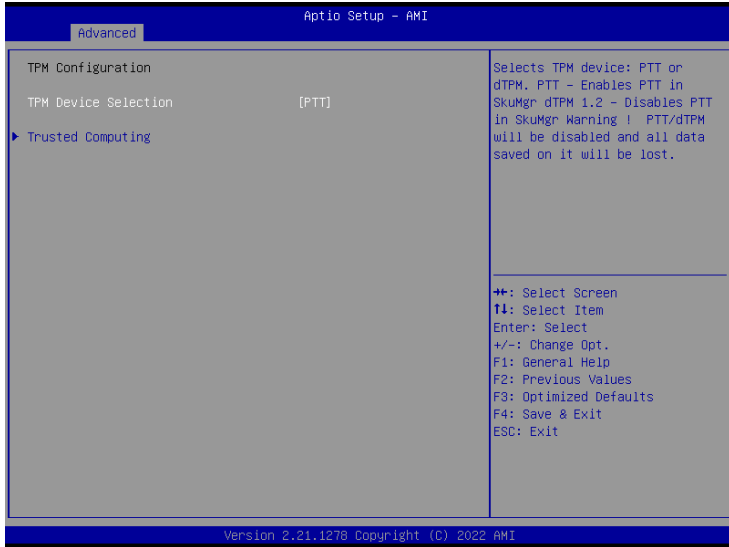 Aptio Setup - AMI
Advanced
TPM Configuration
TPM Device Selection [PTT]
Trusted Computing
Selects TPM device: PTT or
dTPM. PTT - Enables PTT in
SkuMgr dTPM 1.2 - Disables PTT
in SkuMgr Warning ! PTT/dTPM
will be disabled and all data
saved on it will be lost.
→←: Select Screen
↑↓: Select Item
Enter: Select
+/-: Change Opt.
F1: General Help
F2: Previous Values
F3: Optimized Defaults
F4: Save & Exit
ESC: Exit
Version 2.21.1278 Copyright (C) 2022 AMI